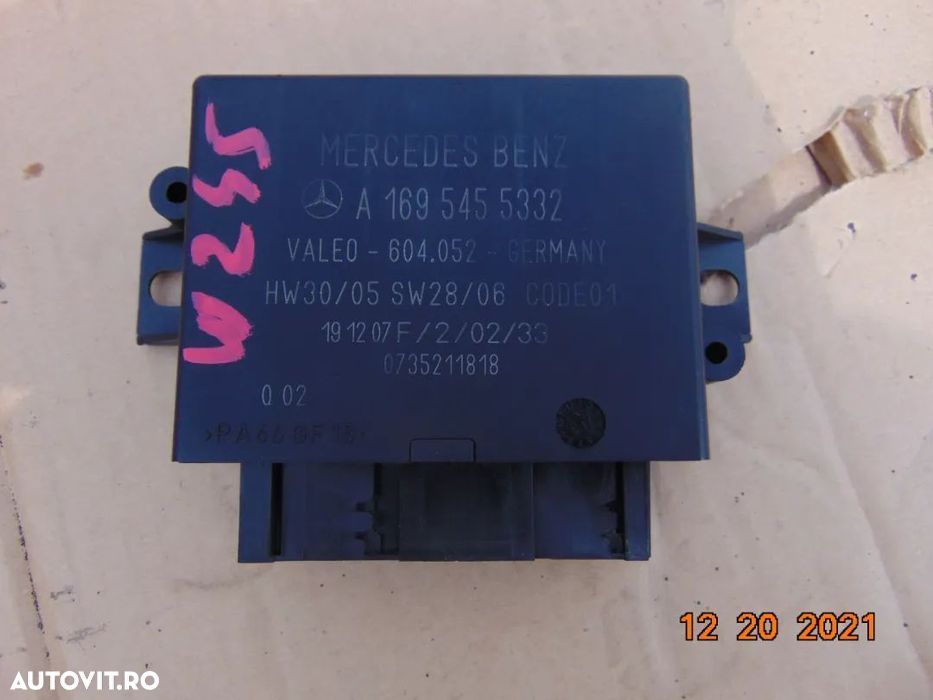 MERCEDES BENZ
A 169 545 5332
VALEO - 604.052 - GERMANY
HW30/05 SW28/06 CODE01
19 12 07 F/2/02/33
0735211818
Q 02
>PA66 GF15<
W245
12 20 2021
AUTOVIT.RO